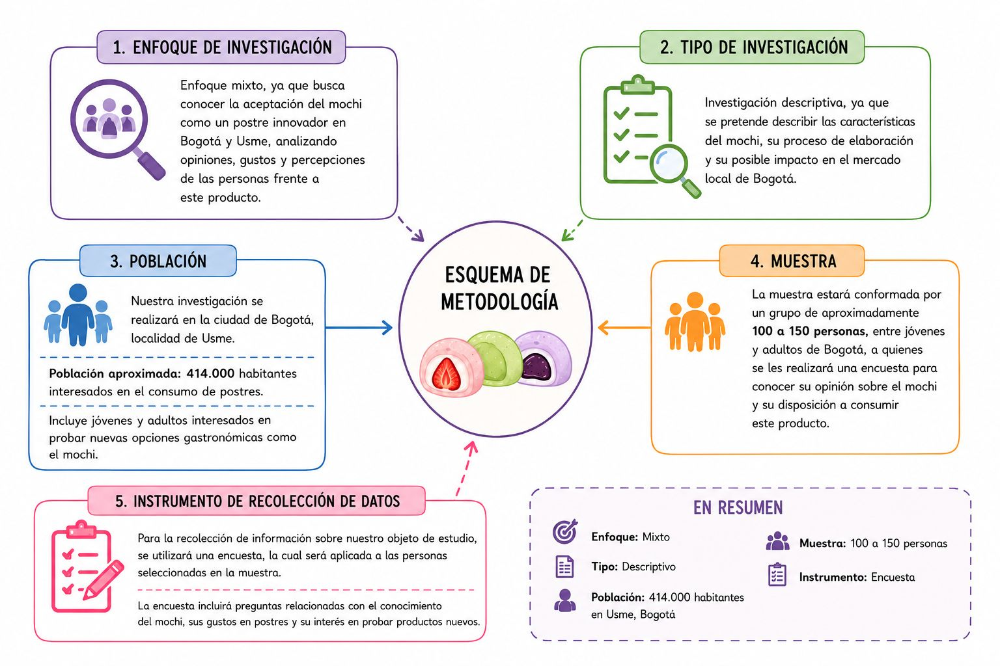 1. ENFOQUE DE INVESTIGACIÓN
Enfoque mixto, ya que busca
conocer la aceptación del mochi
como un postre innovador en
Bogotá y Usme, analizando
opiniones, gustos y percepciones
de las personas frente a
este producto.
2. TIPO DE INVESTIGACIÓN
Investigación descriptiva, ya que
se pretende describir las características
del mochi, su proceso de elaboración
y su posible impacto en el mercado
local de Bogotá.
3. POBLACIÓN
Nuestra investigación se
realizará en la ciudad de Bogotá,
localidad de Usme.
Población aproximada: 414.000 habitantes
interesados en el consumo de postres.
Incluye jóvenes y adultos interesados en
probar nuevas opciones gastronómicas como
el mochi.
ESQUEMA DE
METODOLOGÍA
4. MUESTRA
La muestra estará conformada por
un grupo de aproximadamente
100 a 150 personas, entre jóvenes
y adultos de Bogotá, a quienes
se les realizará una encuesta para
conocer su opinión sobre el mochi
y su disposición a consumir
este producto.
5. INSTRUMENTO DE RECOLECCIÓN DE DATOS
Para la recolección de información sobre nuestro objeto de estudio,
se utilizará una encuesta, la cual será aplicada a las personas
seleccionadas en la muestra.
La encuesta incluirá preguntas relacionadas con el conocimiento
del mochi, sus gustos en postres y su interés en probar productos nuevos.
EN RESUMEN
Enfoque: Mixto
Tipo: Descriptivo
Población: 414.000 habitantes
en Usme, Bogotá
Muestra: 100 a 150 personas
Instrumento: Encuesta